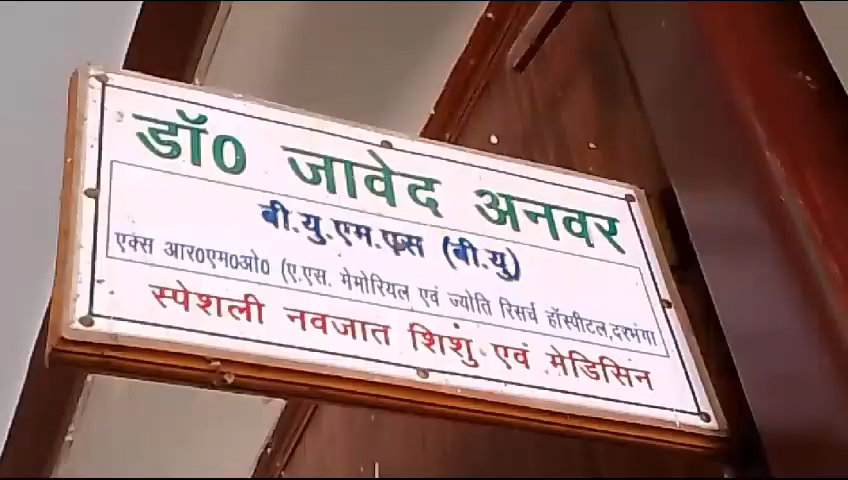 डॉ0 जावेद अनवर
बी.यु.एम.एस (बी.यु)
एक्स आर0एम0ओ0 (ए.एस. मेमोरियल एवं ज्योति रिसर्च हॉस्पीटल,दरभंगा
स्पेशली नवजात शिशुं एवं मेडिसिन